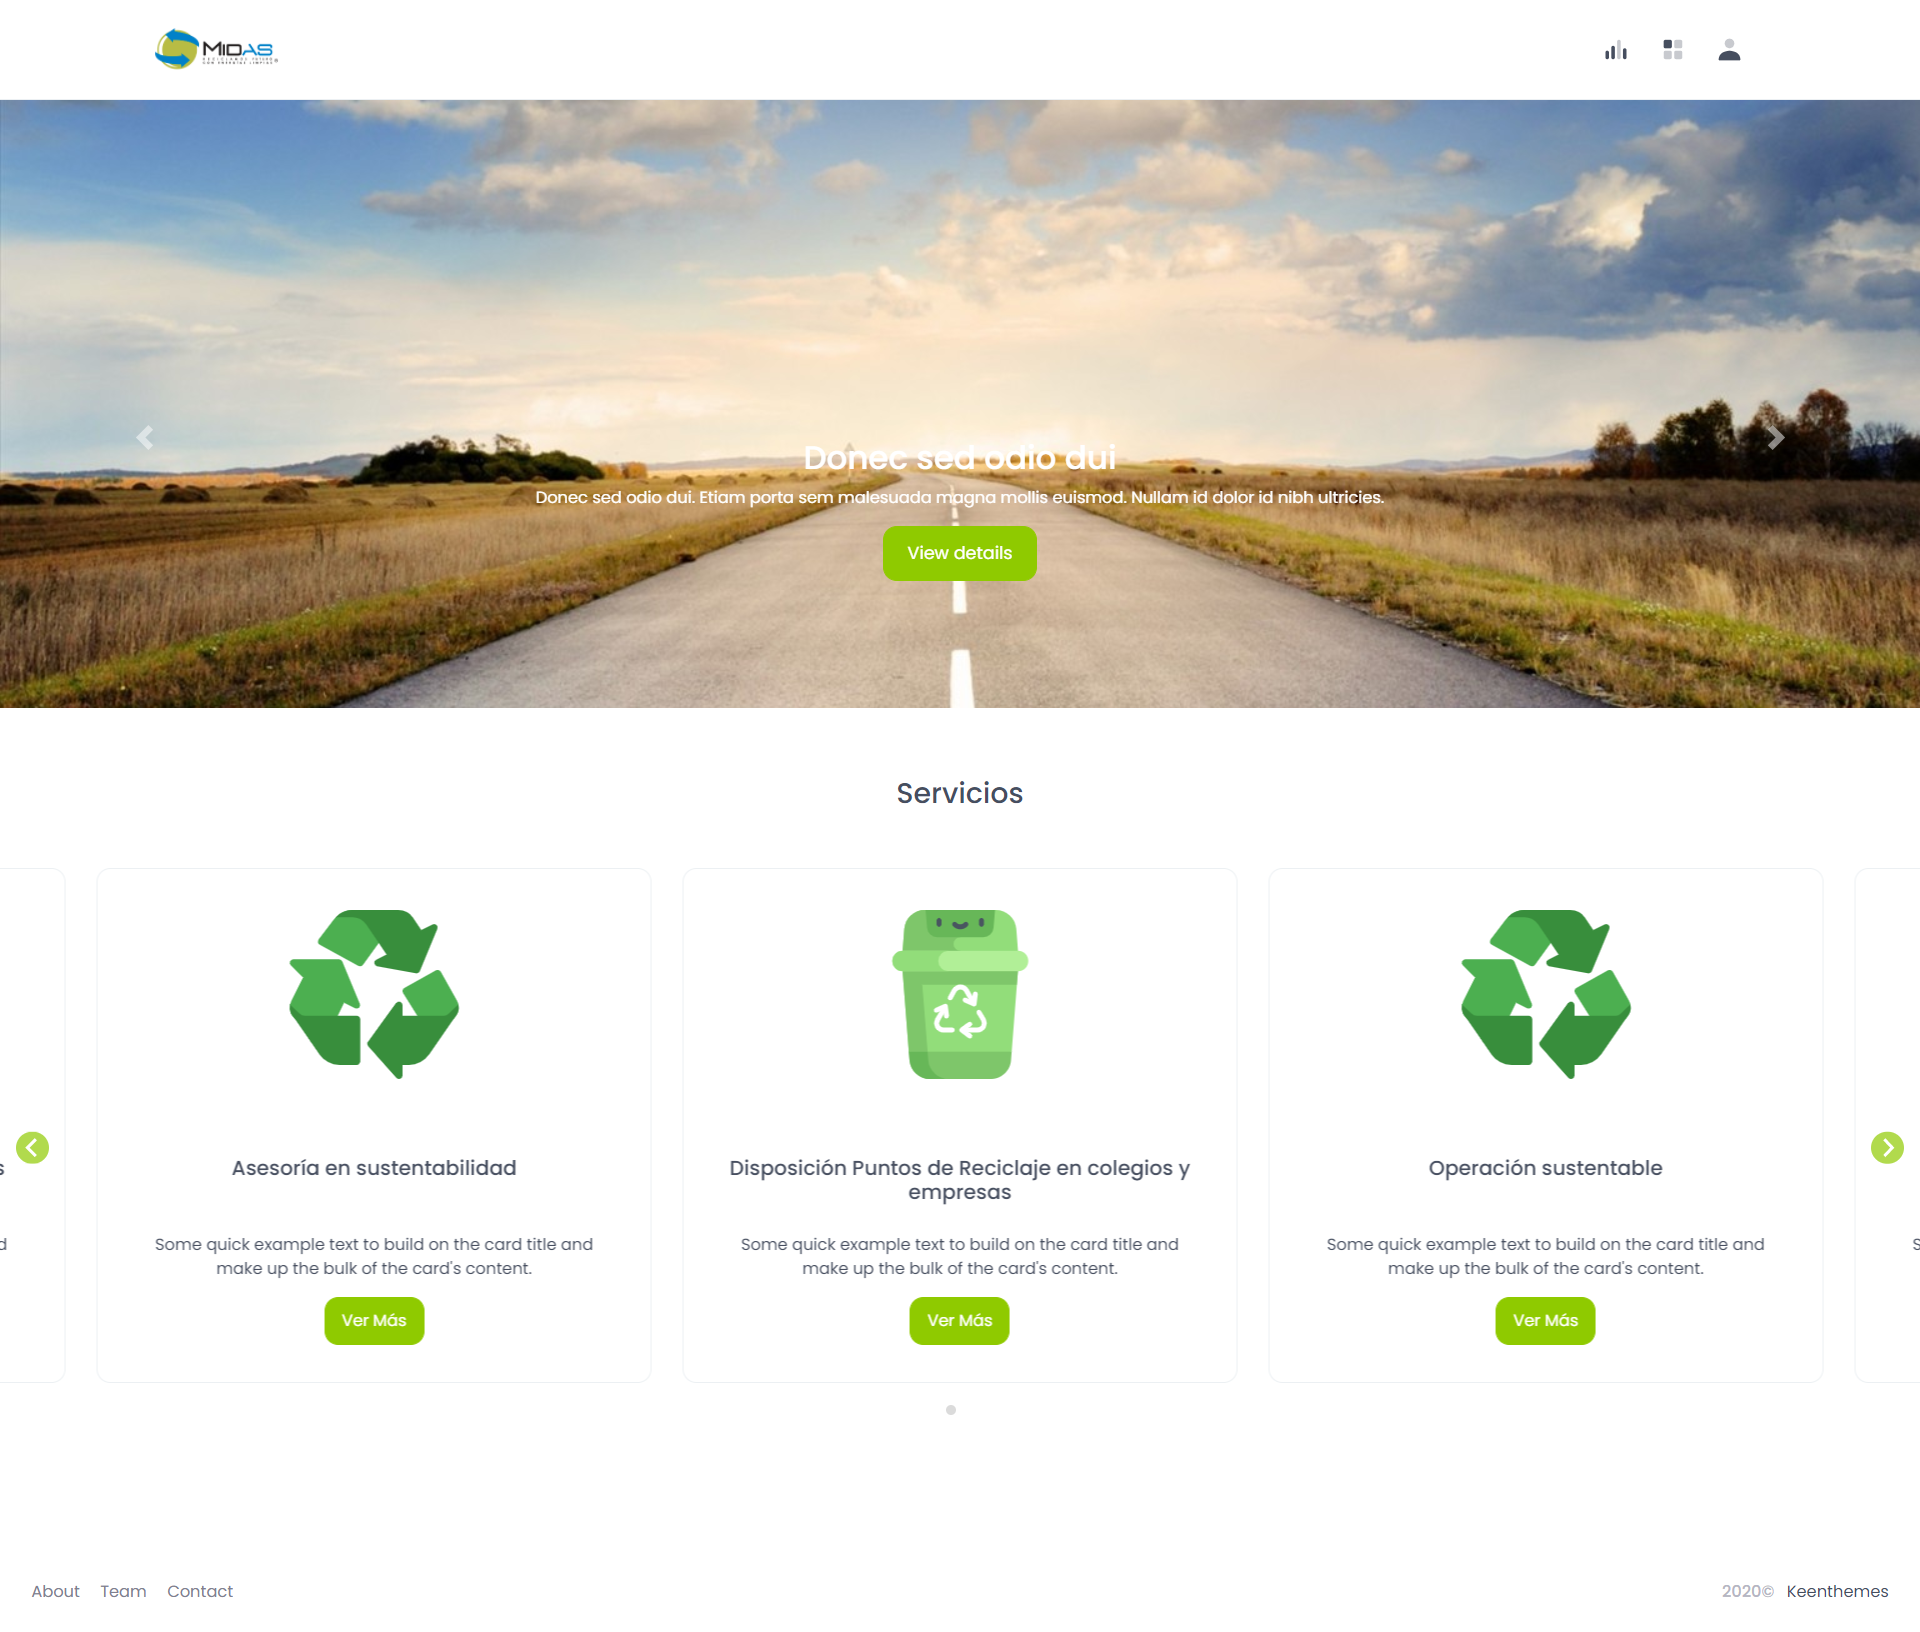 MIDAS
Donec sed odio dui
Donec sed odio dui. Etiam porta sem malesuada magna mollis euismod. Nullam id dolor id nibh ultricies.
View details
Servicios
s
Asesoría en sustentabilidad
Disposición Puntos de Reciclaje en colegios y
empresas
Operación sustentable
d
Some quick example text to build on the card title and
make up the bulk of the card's content.
Some quick example text to build on the card title and
make up the bulk of the card's content.
Some quick example text to build on the card title and
make up the bulk of the card's content.
S
Ver Más
Ver Más
Ver Más
About Team Contact
2020© Keenthemes